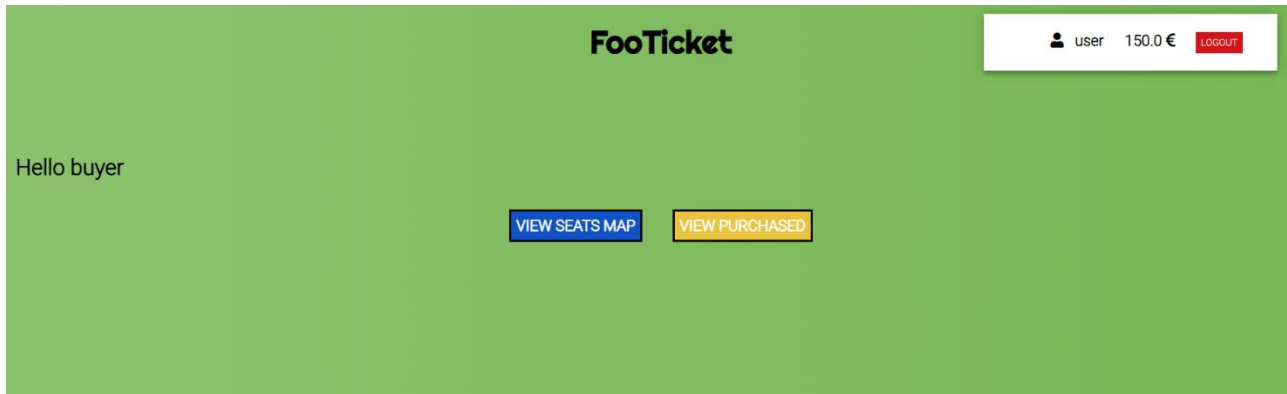 FooTicket
user 150.0 € LOGOUT
Hello buyer
VIEW SEATS MAP VIEW PURCHASED